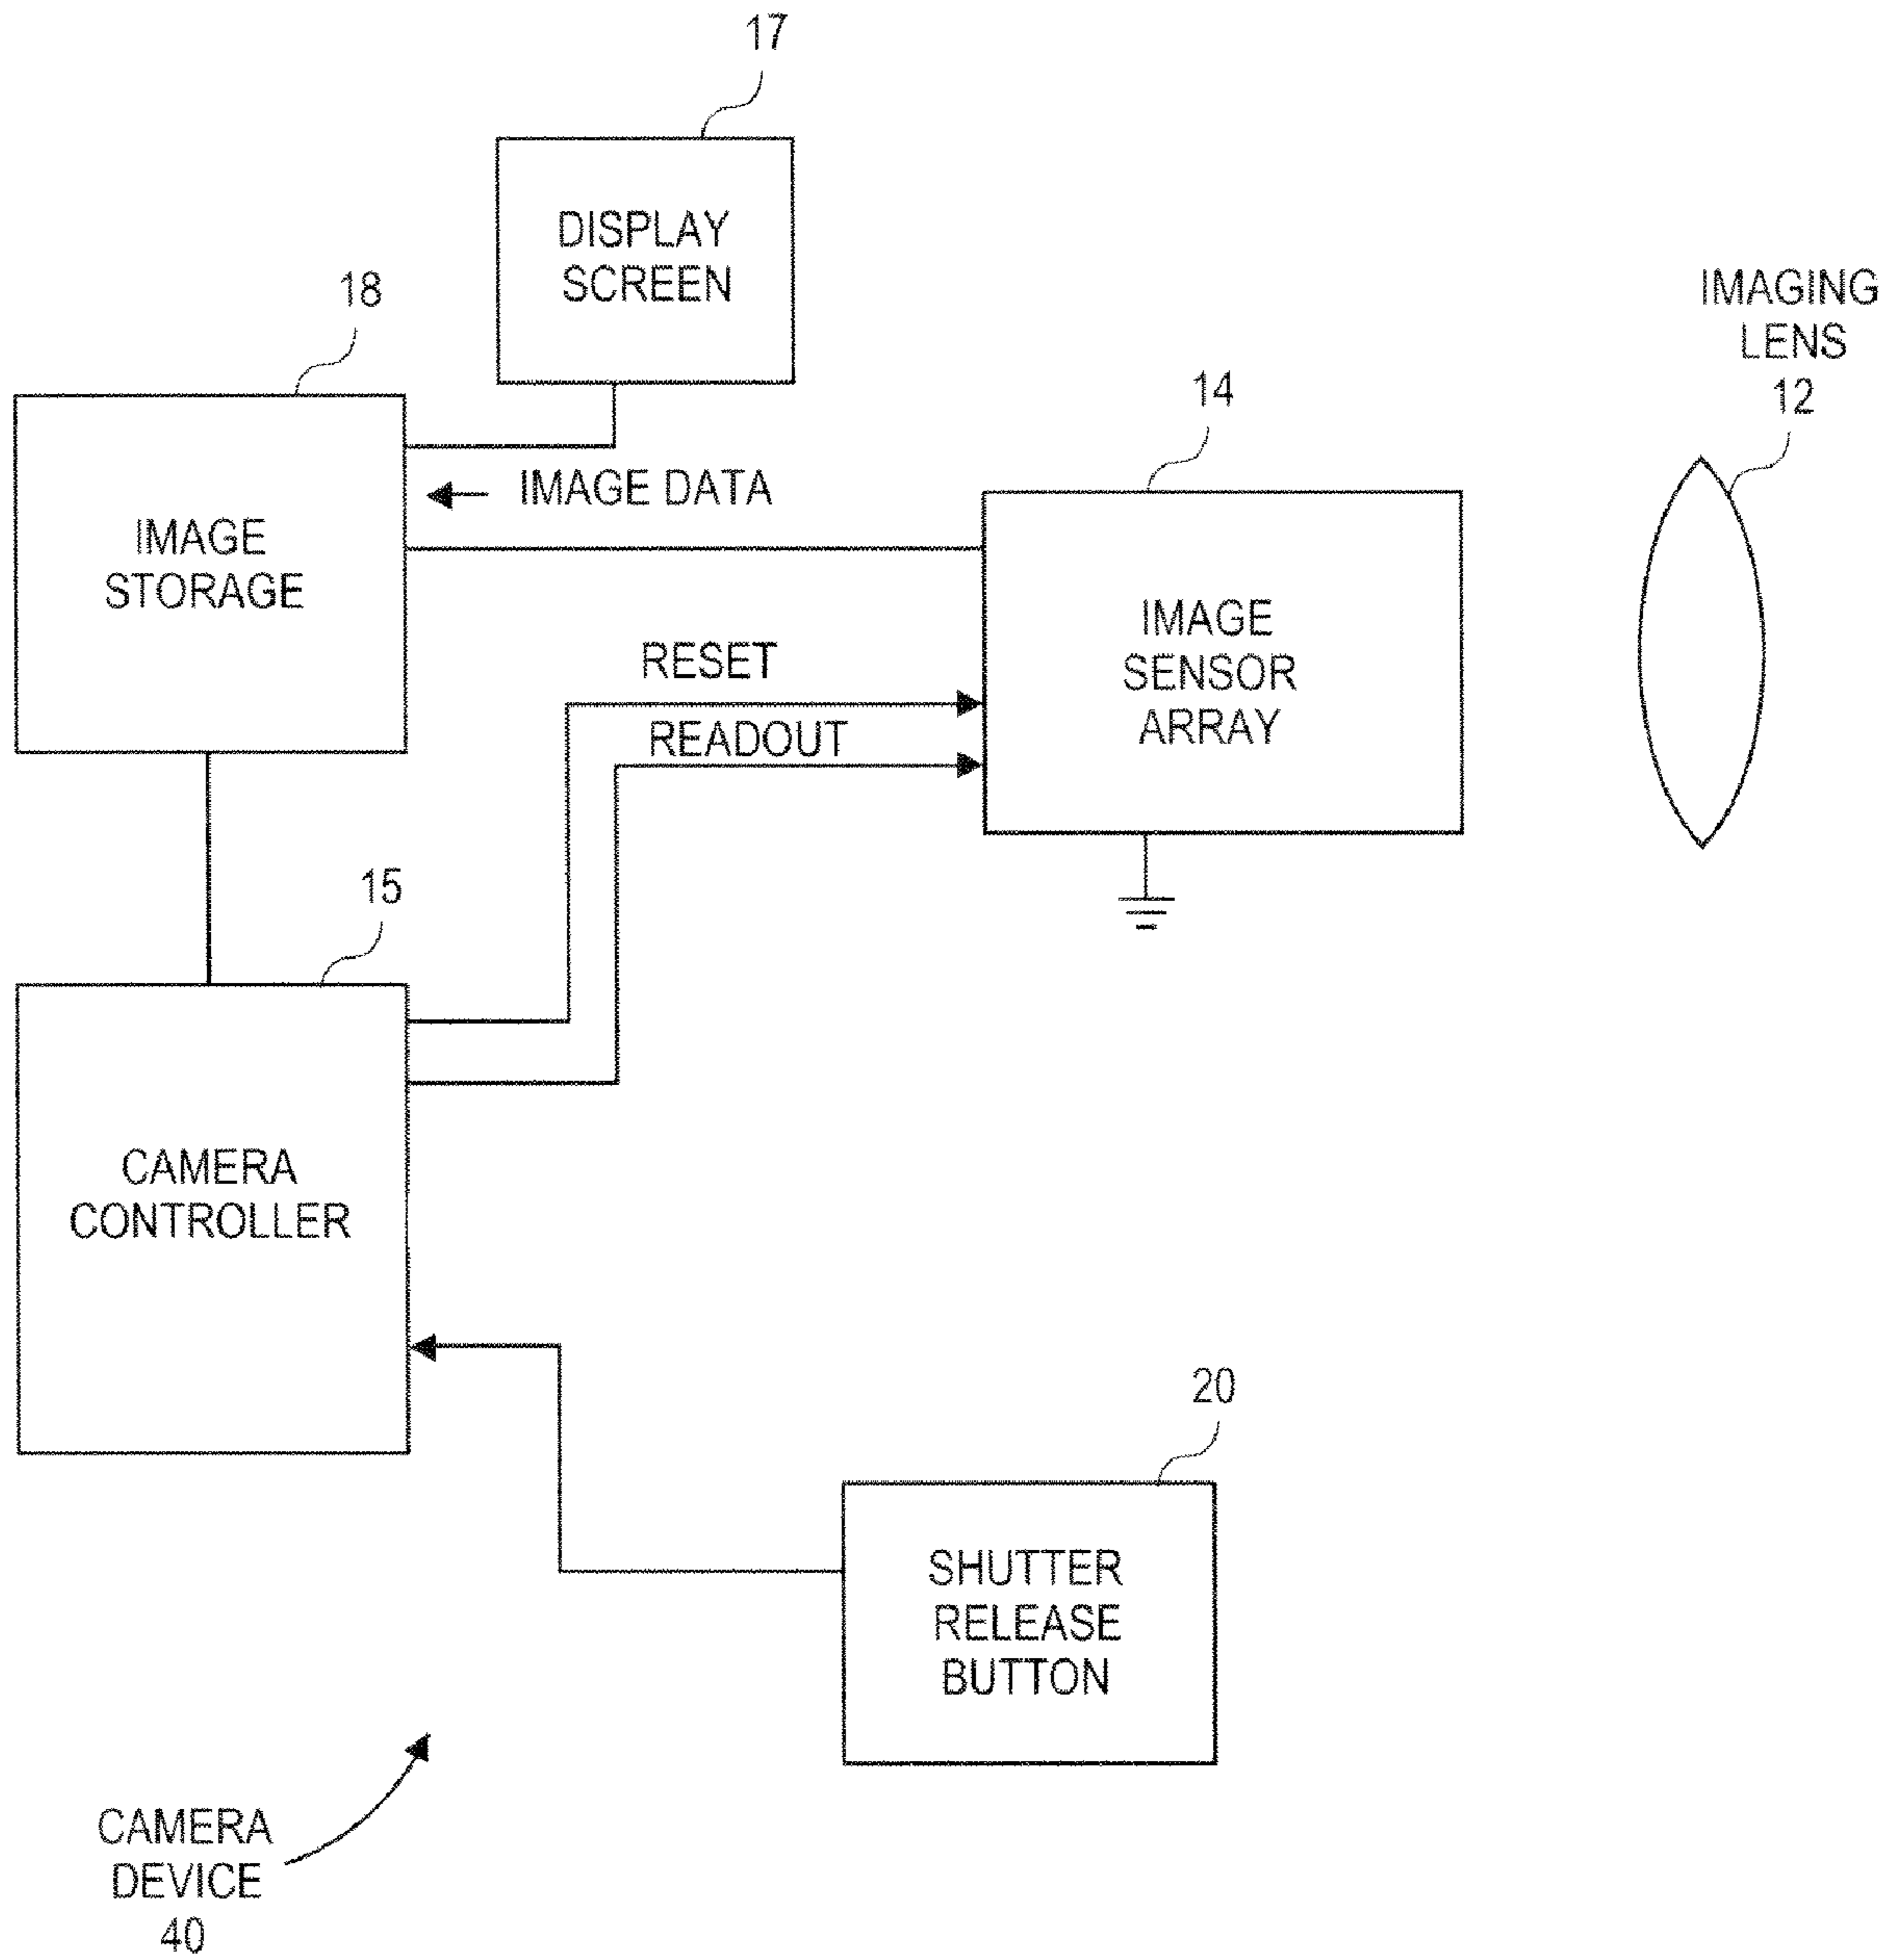 17
DISPLAY
SCREEN
18
IMAGING
LENS
12
14
IMAGE DATA
IMAGE
STORAGE
IMAGE
SENSOR
ARRAY
RESET
READOUT
15
CAMERA
CONTROLLER
20
SHUTTER
RELEASE
BUTTON
CAMERA
DEVICE
40